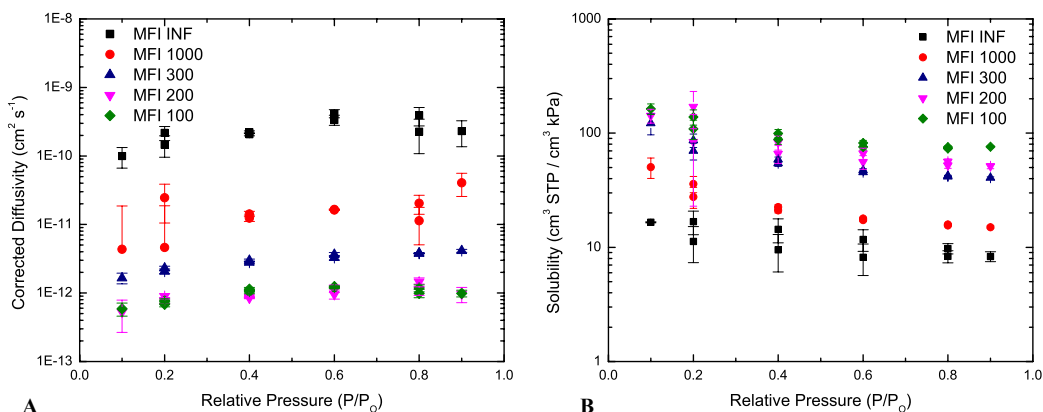 1E-8
1E-9
1E-10
1E-11
1E-12
1E-13
Corrected Diffusivity (cm² s⁻¹)
MFI INF
MFI 1000
MFI 300
MFI 200
MFI 100
0.0 0.2 0.4 0.6 0.8 1.0
Relative Pressure (P/P₀)
A
1000
100
10
1
Solubility (cm³ STP / cm³ kPa)
MFI INF
MFI 1000
MFI 300
MFI 200
MFI 100
0.0 0.2 0.4 0.6 0.8 1.0
Relative Pressure (P/P₀)
B